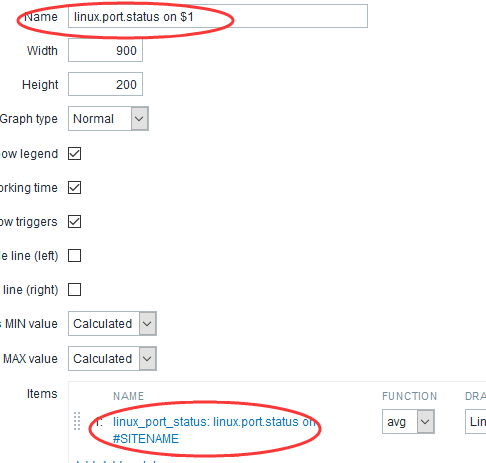 Name linux.port.status on $1
Width 900
Height 200
Graph type Normal
ow legend
orking time
ow triggers
e line (left)
line (right)
s MIN value Calculated
MAX value Calculated
Items NAME FUNCTION DRA
1: linux_port_status: linux.port.status on avg Lin
#SITENAME